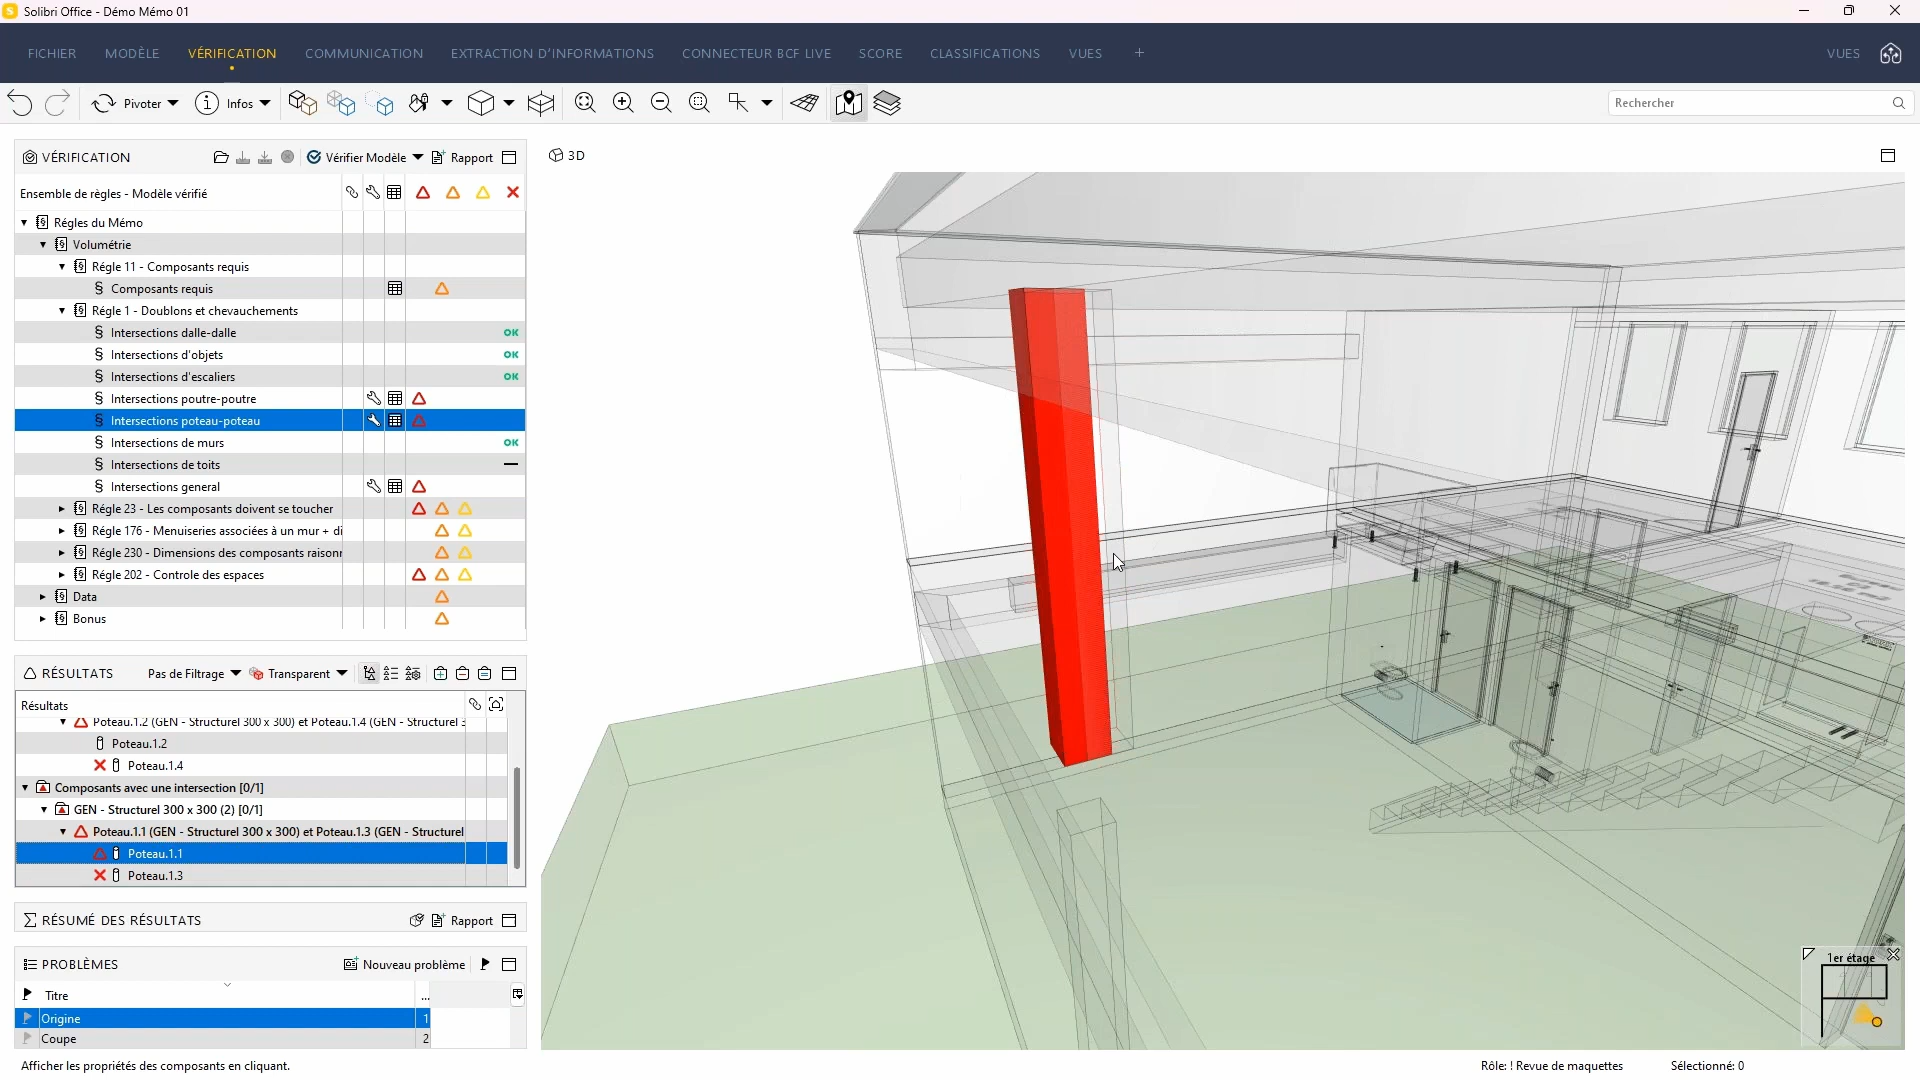 Solibri Office - Démo Mémo 01
FICHIER MODÈLE VÉRIFICATION COMMUNICATION EXTRACTION D'INFORMATIONS CONNECTEUR BCF LIVE SCORE CLASSIFICATIONS VUES + VUES
Pivoter Infos Rechercher
VÉRIFICATION Vérifier Modèle Rapport
3D
Ensemble de règles - Modèle vérifié
Régles du Mémo
Volumétrie
Régle 11 - Composants requis
§ Composants requis
Régle 1 - Doublons et chevauchements
§ Intersections dalle-dalle OK
§ Intersections d'objets OK
§ Intersections d'escaliers OK
§ Intersections poutre-poutre
§ Intersections poteau-poteau
§ Intersections de murs OK
§ Intersections de toits —
§ Intersections general
Régle 23 - Les composants doivent se toucher
Régle 176 - Menuiseries associées à un mur + di
Régle 230 - Dimensions des composants raisonn
Régle 202 - Controle des espaces
Data
Bonus
RÉSULTATS Pas de Filtrage Transparent
Résultats
Poteau.1.2 (GEN - Structurel 300 x 300) et Poteau.1.4 (GEN - Structurel 3
Poteau.1.2
Poteau.1.4
Composants avec une intersection [0/1]
GEN - Structurel 300 x 300 (2) [0/1]
Poteau.1.1 (GEN - Structurel 300 x 300) et Poteau.1.3 (GEN - Structurel
Poteau.1.1
Poteau.1.3
RÉSUMÉ DES RÉSULTATS Rapport
PROBLÈMES Nouveau problème
Titre ...
Origine 1
Coupe 2
1er étage
Afficher les propriétés des composants en cliquant. Rôle: ! Revue de maquettes Sélectionné: 0